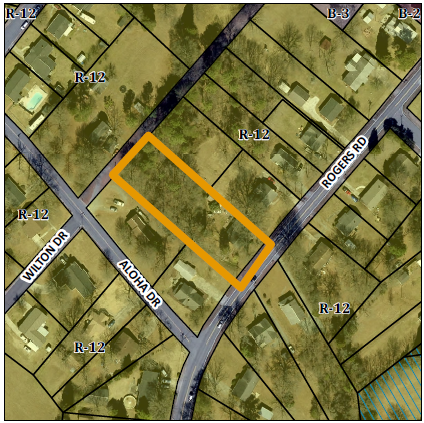 R-12
B-3
B-2
R-12
R-12
ROGERS RD
R-12
WILTON DR
ALOHA DR
R-12
R-12